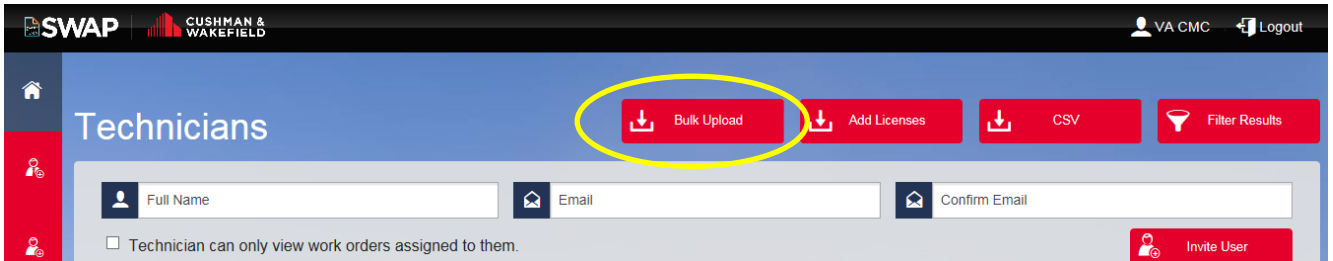 SWAP CUSHMAN & WAKEFIELD VA CMC Logout
Technicians Bulk Upload Add Licenses CSV Filter Results
Full Name Email Confirm Email
Technician can only view work orders assigned to them. Invite User